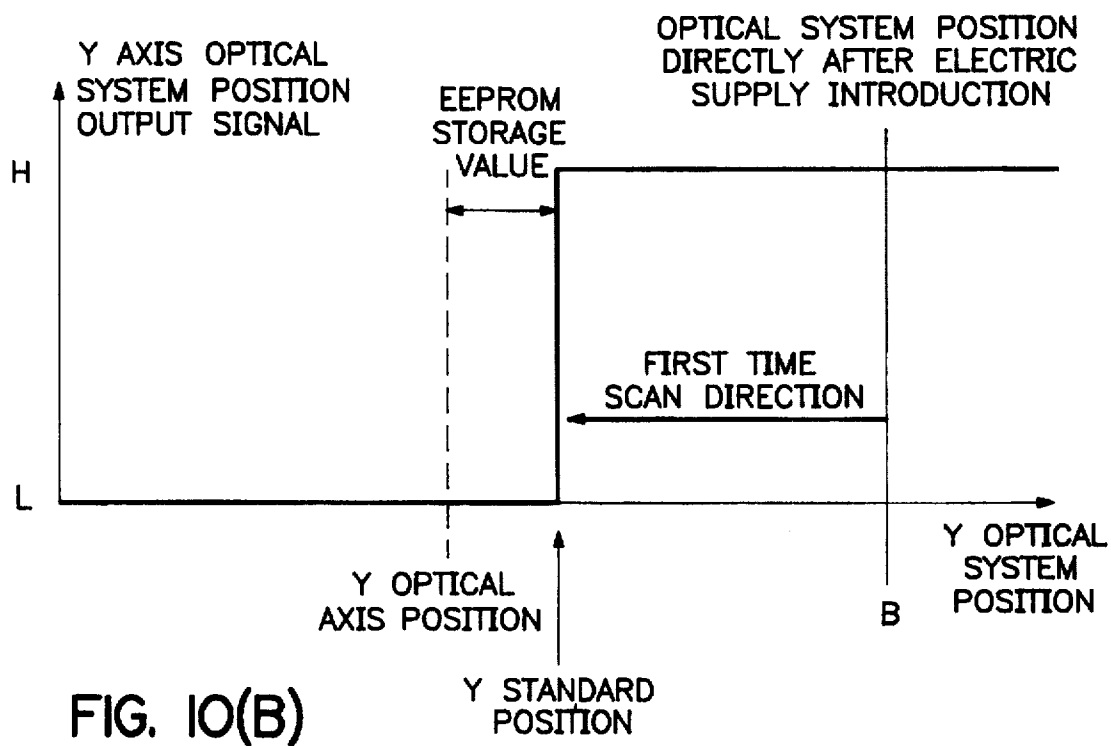 Y AXIS OPTICAL
SYSTEM POSITION
OUTPUT SIGNAL
EEPROM
STORAGE
VALUE
OPTICAL SYSTEM POSITION
DIRECTLY AFTER ELECTRIC
SUPPLY INTRODUCTION
H
FIRST TIME
SCAN DIRECTION
L
Y OPTICAL
AXIS POSITION
Y OPTICAL
SYSTEM
POSITION
B
Y STANDARD
POSITION
FIG. 10(B)